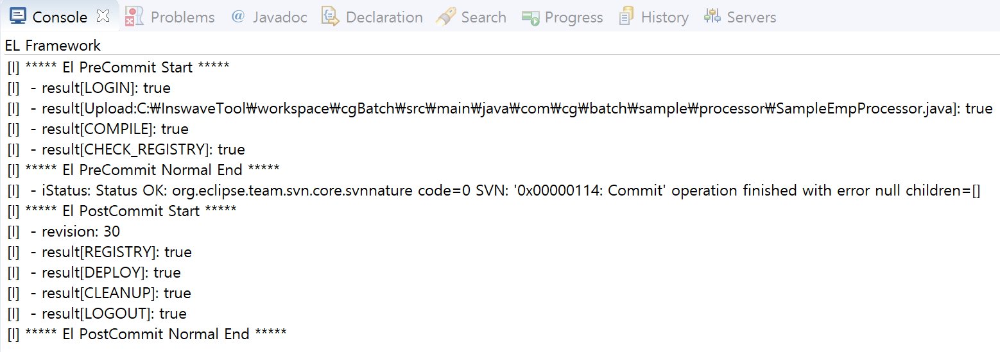 Console Problems @ Javadoc Declaration Search Progress History Servers
EL Framework
[I] ***** El PreCommit Start *****
[I]  - result[LOGIN]: true
[I]  - result[Upload:C:₩InswaveTool₩workspace₩cgBatch₩src₩main₩java₩com₩cg₩batch₩sample₩processor₩SampleEmpProcessor.java]: true
[I]  - result[COMPILE]: true
[I]  - result[CHECK_REGISTRY]: true
[I] ***** El PreCommit Normal End *****
[I]  - iStatus: Status OK: org.eclipse.team.svn.core.svnnature code=0 SVN: '0x00000114: Commit' operation finished with error null children=[]
[I] ***** El PostCommit Start *****
[I]  - revision: 30
[I]  - result[REGISTRY]: true
[I]  - result[DEPLOY]: true
[I]  - result[CLEANUP]: true
[I]  - result[LOGOUT]: true
[I] ***** El PostCommit Normal End *****